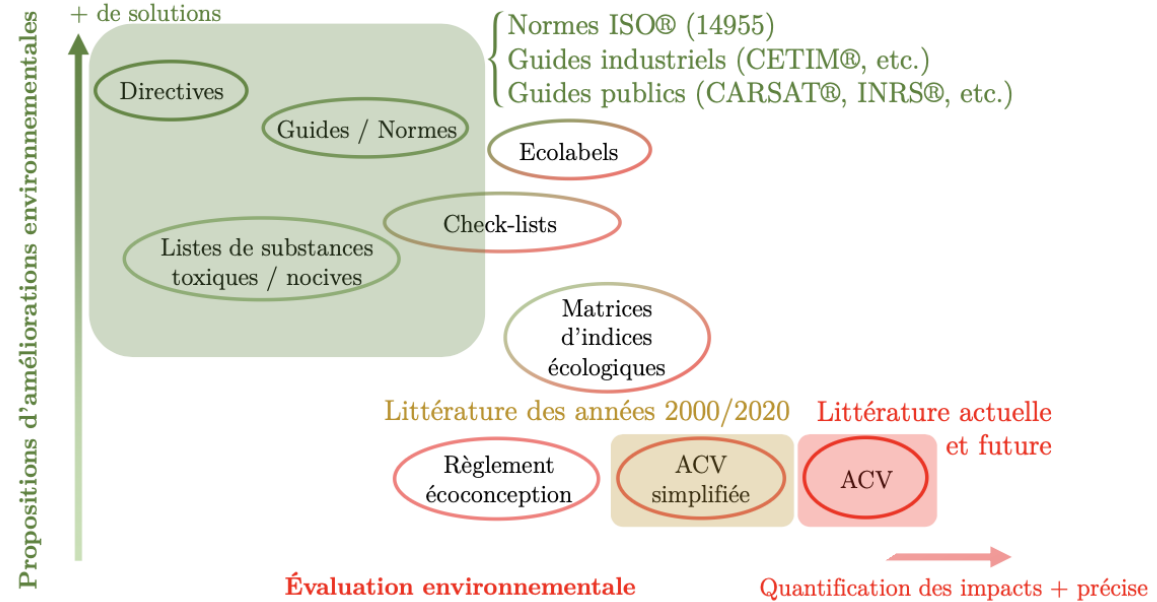 + de solutions
Propositions d'améliorations environnementales
Normes ISO® (14955)
Guides industriels (CETIM®, etc.)
Guides publics (CARSAT®, INRS®, etc.)
Directives
Guides / Normes
Ecolabels
Check-lists
Listes de substances
toxiques / nocives
Matrices
d'indices
écologiques
Littérature des années 2000/2020
Littérature actuelle
et future
Règlement
écoconception
ACV
simplifiée
ACV
Évaluation environnementale
Quantification des impacts + précise